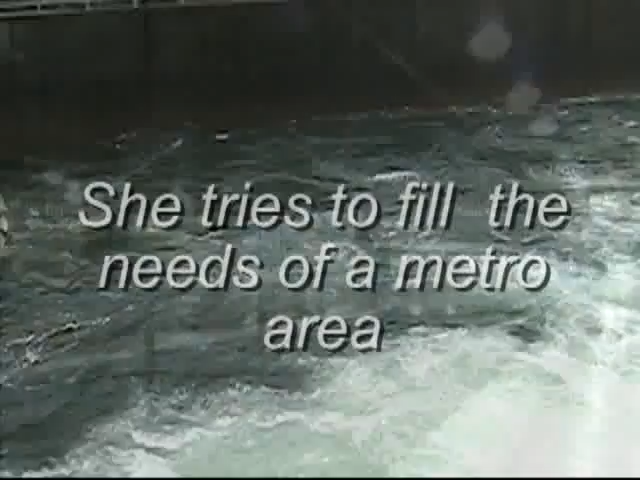 She tries to fill  the
needs of a metro
area